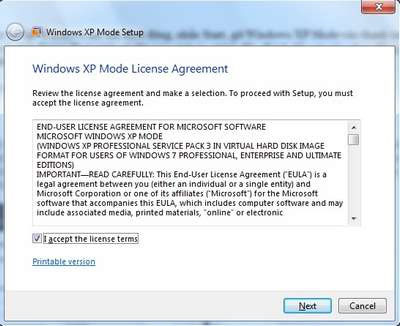 Windows XP Mode Setup
Windows XP Mode License Agreement
Review the license agreement and make a selection. To proceed with Setup, you must
accept the license agreement.
END-USER LICENSE AGREEMENT FOR MICROSOFT SOFTWARE
MICROSOFT WINDOWS XP MODE
(WINDOWS XP PROFESSIONAL SERVICE PACK 3 IN VIRTUAL HARD DISK IMAGE
FORMAT FOR USERS OF WINDOWS 7 PROFESSIONAL, ENTERPRISE AND ULTIMATE
EDITIONS)
IMPORTANT—READ CAREFULLY: This End-User License Agreement ("EULA") is a
legal agreement between you (either an individual or a single entity) and
Microsoft Corporation or one of its affiliates ("Microsoft") for the Microsoft
software that accompanies this EULA, which includes computer software and may
include associated media, printed materials, "online" or electronic
I accept the license terms
Printable version
Next
Cancel